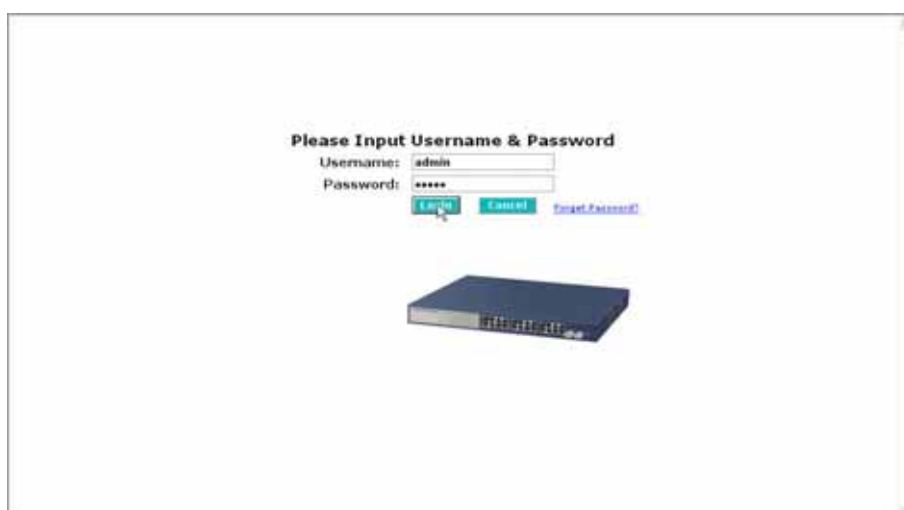 Please Input Username & Password
Username: admin
Password: •••••
Login Cancel Forget Password?